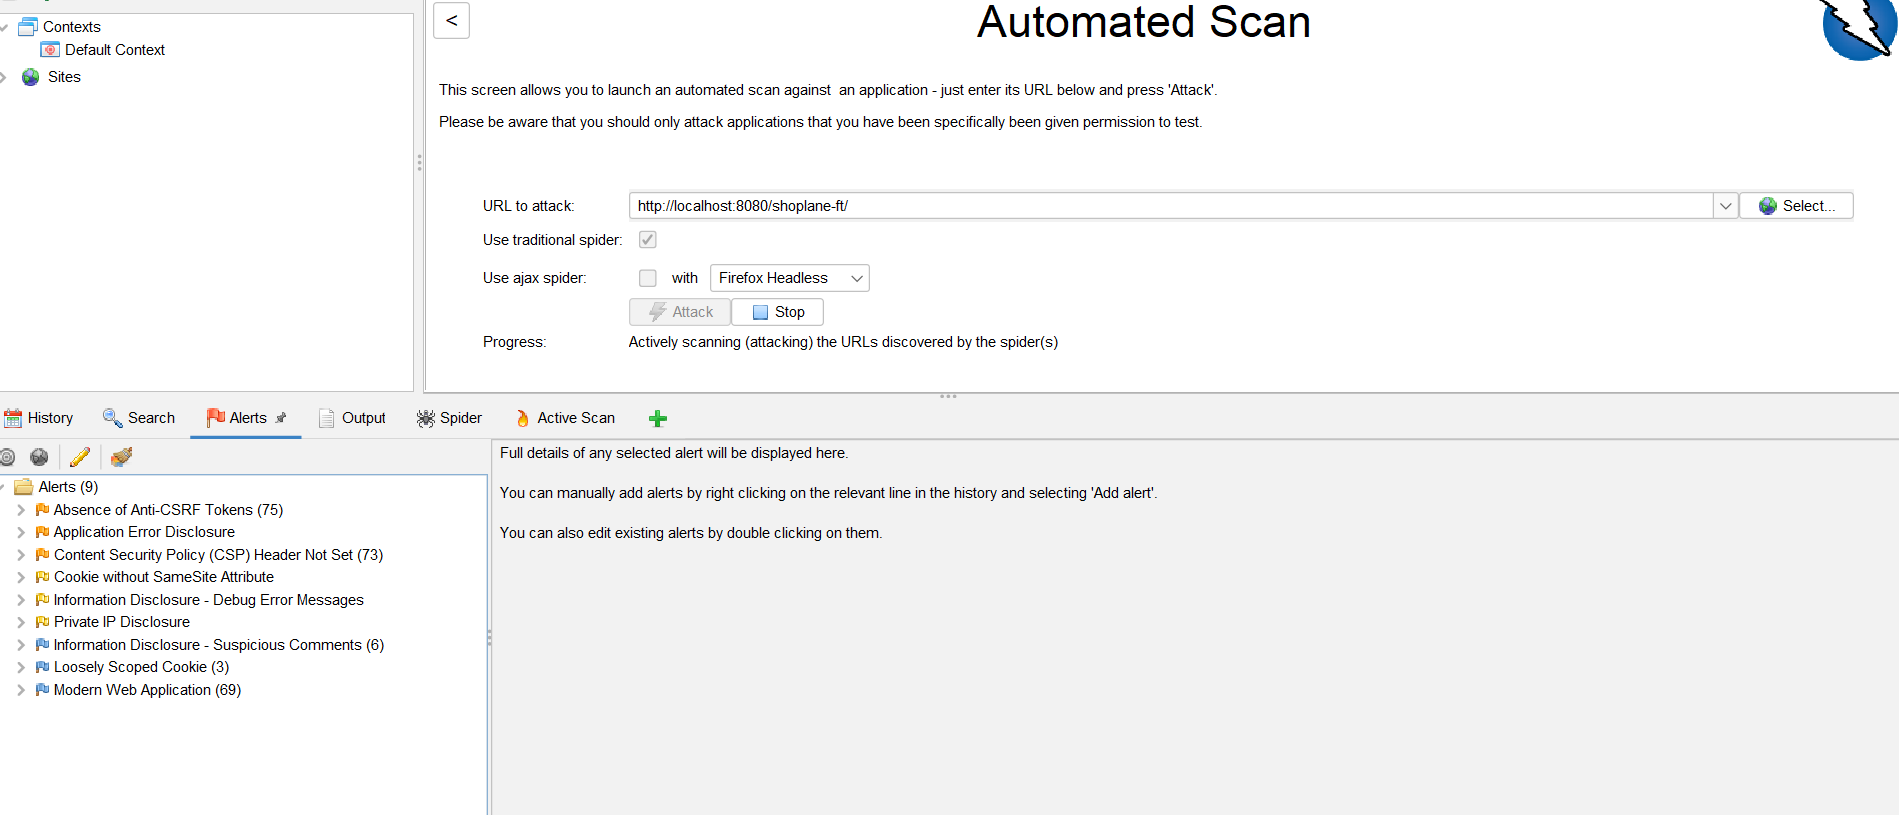 <
Automated Scan
Contexts
Default Context
Sites
This screen allows you to launch an automated scan against  an application - just enter its URL below and press 'Attack'.
Please be aware that you should only attack applications that you have been specifically been given permission to test.
URL to attack: http://localhost:8080/shoplane-ft/ Select...
Use traditional spider:
Use ajax spider: with Firefox Headless
Attack Stop
Progress: Actively scanning (attacking) the URLs discovered by the spider(s)
History Search Alerts Output Spider Active Scan
Alerts (9)
Absence of Anti-CSRF Tokens (75)
Application Error Disclosure
Content Security Policy (CSP) Header Not Set (73)
Cookie without SameSite Attribute
Information Disclosure - Debug Error Messages
Private IP Disclosure
Information Disclosure - Suspicious Comments (6)
Loosely Scoped Cookie (3)
Modern Web Application (69)
Full details of any selected alert will be displayed here.
You can manually add alerts by right clicking on the relevant line in the history and selecting 'Add alert'.
You can also edit existing alerts by double clicking on them.